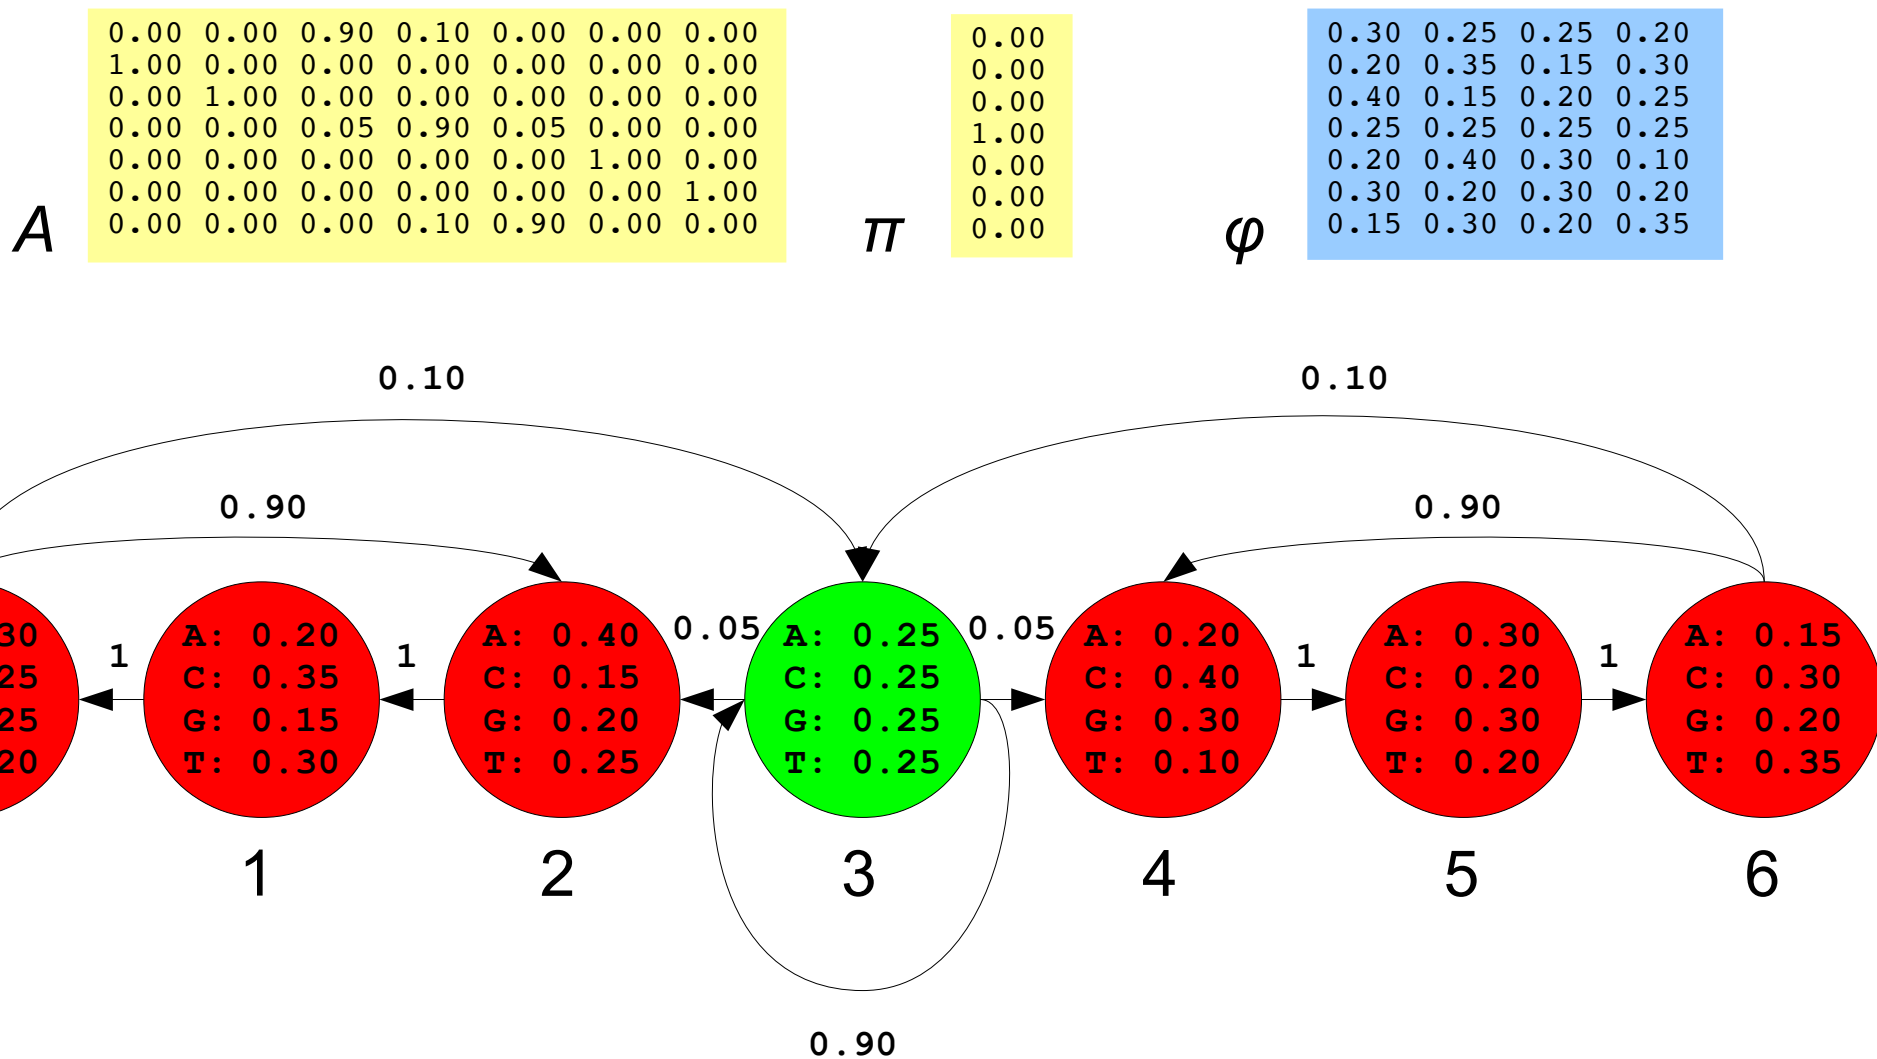 0.00 0.00 0.90 0.10 0.00 0.00 0.00
1.00 0.00 0.00 0.00 0.00 0.00 0.00
0.00 1.00 0.00 0.00 0.00 0.00 0.00
0.00 0.00 0.05 0.90 0.05 0.00 0.00
0.00 0.00 0.00 0.00 0.00 1.00 0.00
0.00 0.00 0.00 0.00 0.00 0.00 1.00
0.00 0.00 0.00 0.10 0.90 0.00 0.00
A
0.00
0.00
0.00
1.00
0.00
0.00
0.00
π
0.30 0.25 0.25 0.20
0.20 0.35 0.15 0.30
0.40 0.15 0.20 0.25
0.25 0.25 0.25 0.25
0.20 0.40 0.30 0.10
0.30 0.20 0.30 0.20
0.15 0.30 0.20 0.35
φ
0.10
0.10
0.90
0.90
30
25
25
20
1
A: 0.20
C: 0.35
G: 0.15
T: 0.30
1
1
A: 0.40
C: 0.15
G: 0.20
T: 0.25
2
0.05
A: 0.25
C: 0.25
G: 0.25
T: 0.25
3
0.05
A: 0.20
C: 0.40
G: 0.30
T: 0.10
4
1
A: 0.30
C: 0.20
G: 0.30
T: 0.20
5
1
A: 0.15
C: 0.30
G: 0.20
T: 0.35
6
0.90